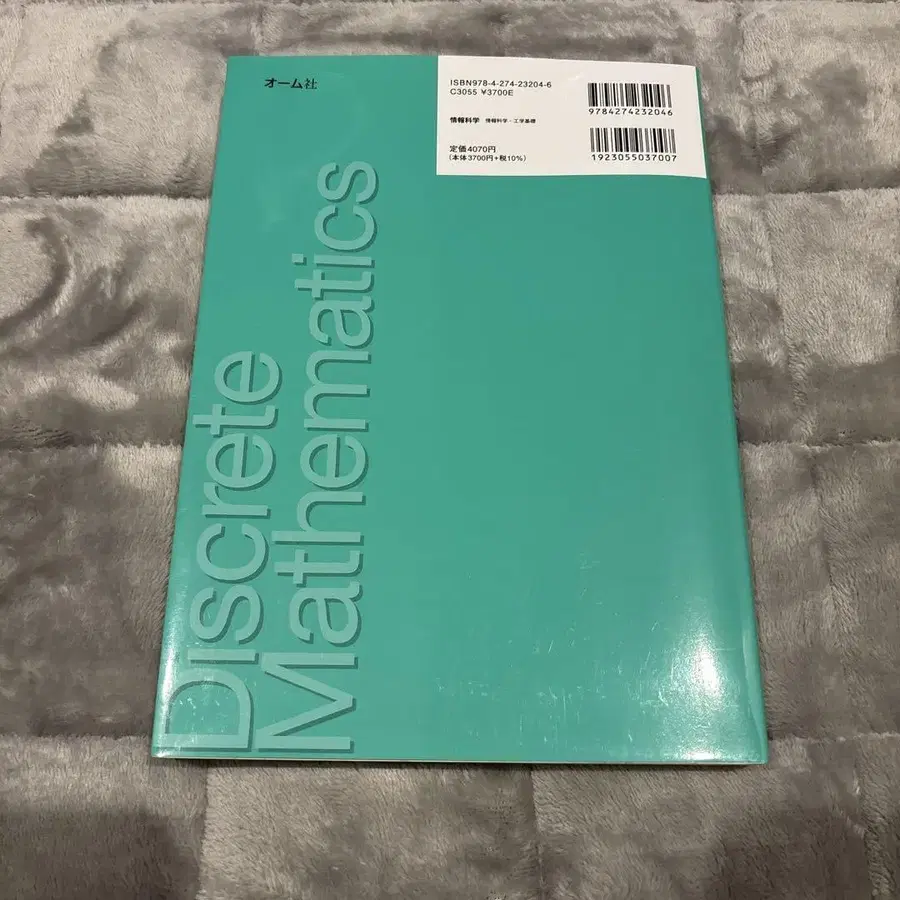 オーム社
ISBN978-4-274-23204-6
C3055 ¥3700E
9784274232046
情報科学 情報科学・工学基礎
定価4070円
（本体3700円+税10%）
1923055037007
Discrete
Mathematics